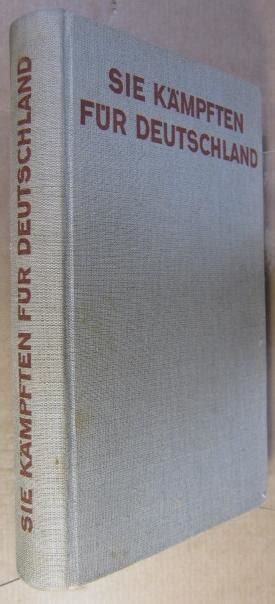 SIE KÄMPFTEN
FÜR DEUTSCHLAND
SIE KÄMPFTEN FÜR DEUTSCHLAND